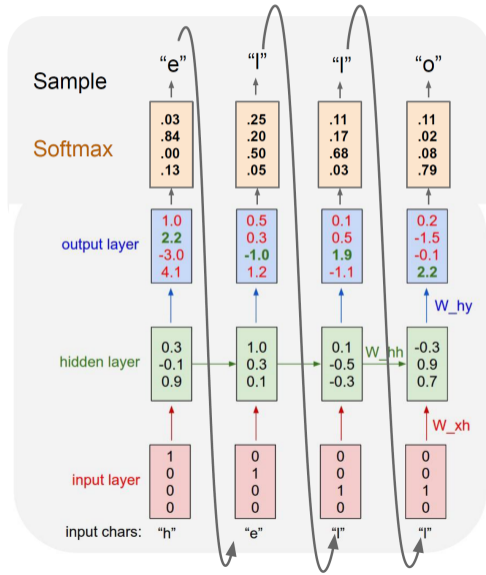 “e” “l” “l” “o”
Sample
.03 .25 .11 .11
.84 .20 .17 .02
.00 .50 .68 .08
.13 .05 .03 .79
Softmax
1.0 0.5 0.1 0.2
2.2 0.3 0.5 -1.5
-3.0 -1.0 1.9 -0.1
4.1 1.2 -1.1 2.2
output layer
W_hy
0.3 1.0 0.1 -0.3
-0.1 0.3 -0.5 0.9
0.9 0.1 -0.3 0.7
hidden layer
W_hh
W_xh
1 0 0 0
0 1 0 0
0 0 1 1
0 0 0 0
input layer
input chars: “h” “e” “l” “l”